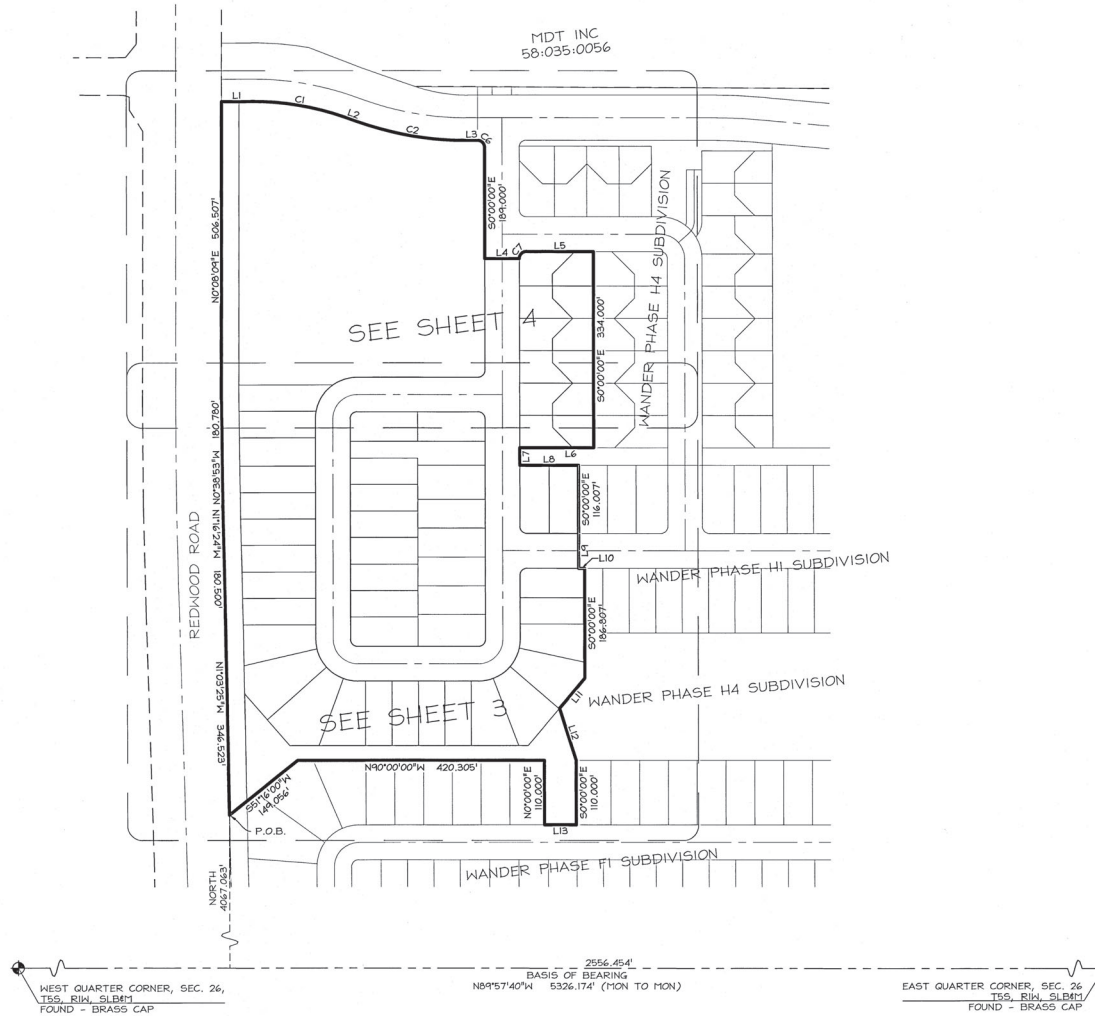 MDT INC
58:035:0056
L1
C1
L2
C2
L3
C6
S0°00'00"E
189.000'
N0°08'09"E 506.507'
L4
C7
L5
WANDER PHASE H4 SUBDIVISION
SEE SHEET 4
S0°00'00"E 334.000'
N0°38'53"W 180.780'
L7
L8
L6
S0°00'00"E
116.007'
REDWOOD ROAD
N1°16'24"W 180.500'
L9
L10
WANDER PHASE H1 SUBDIVISION
S0°00'00"E
186.807'
N1°03'25"W 346.523'
L11
WANDER PHASE H4 SUBDIVISION
SEE SHEET 3
L12
N90°00'00"W 420.305'
N0°00'00"E
110.000'
S0°00'00"E
110.000'
S51°16'00"W
149.056'
P.O.B.
L13
WANDER PHASE F1 SUBDIVISION
NORTH
4067.063'
2556.454'
BASIS OF BEARING
N89°57'40"W 5326.174' (MON TO MON)
WEST QUARTER CORNER, SEC. 26,
T5S, R1W, SLB&M
FOUND - BRASS CAP
EAST QUARTER CORNER, SEC. 26
T5S, R1W, SLB&M
FOUND - BRASS CAP